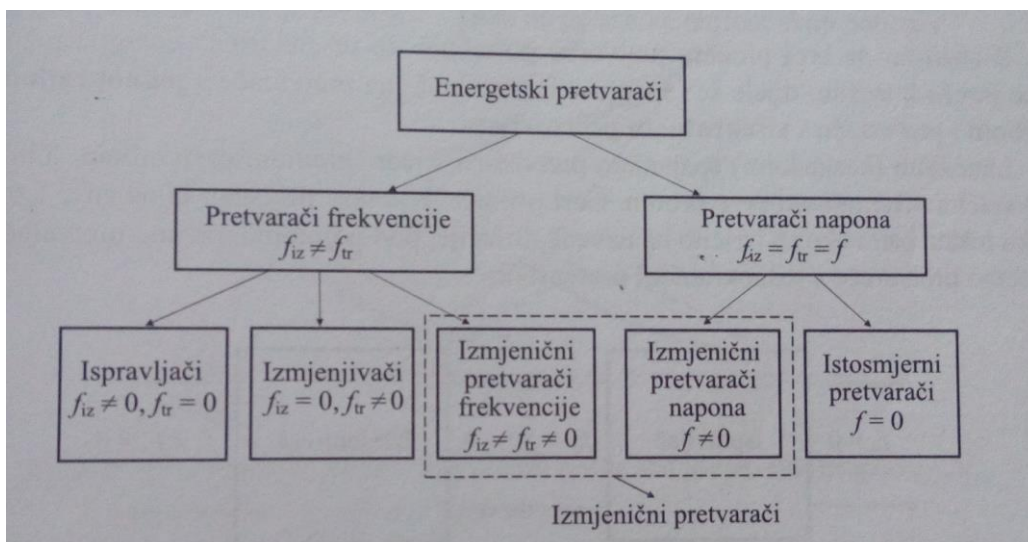 Energetski pretvarači
Pretvarači frekvencije
f_iz ≠ f_tr
Pretvarači napona
f_iz = f_tr = f
Ispravljači
f_iz ≠ 0, f_tr = 0
Izmjenjivači
f_iz = 0, f_tr ≠ 0
Izmjenični
pretvarači
frekvencije
f_iz ≠ f_tr ≠ 0
Izmjenični
pretvarači
napona
f ≠ 0
Istosmjerni
pretvarači
f = 0
Izmjenični pretvarači